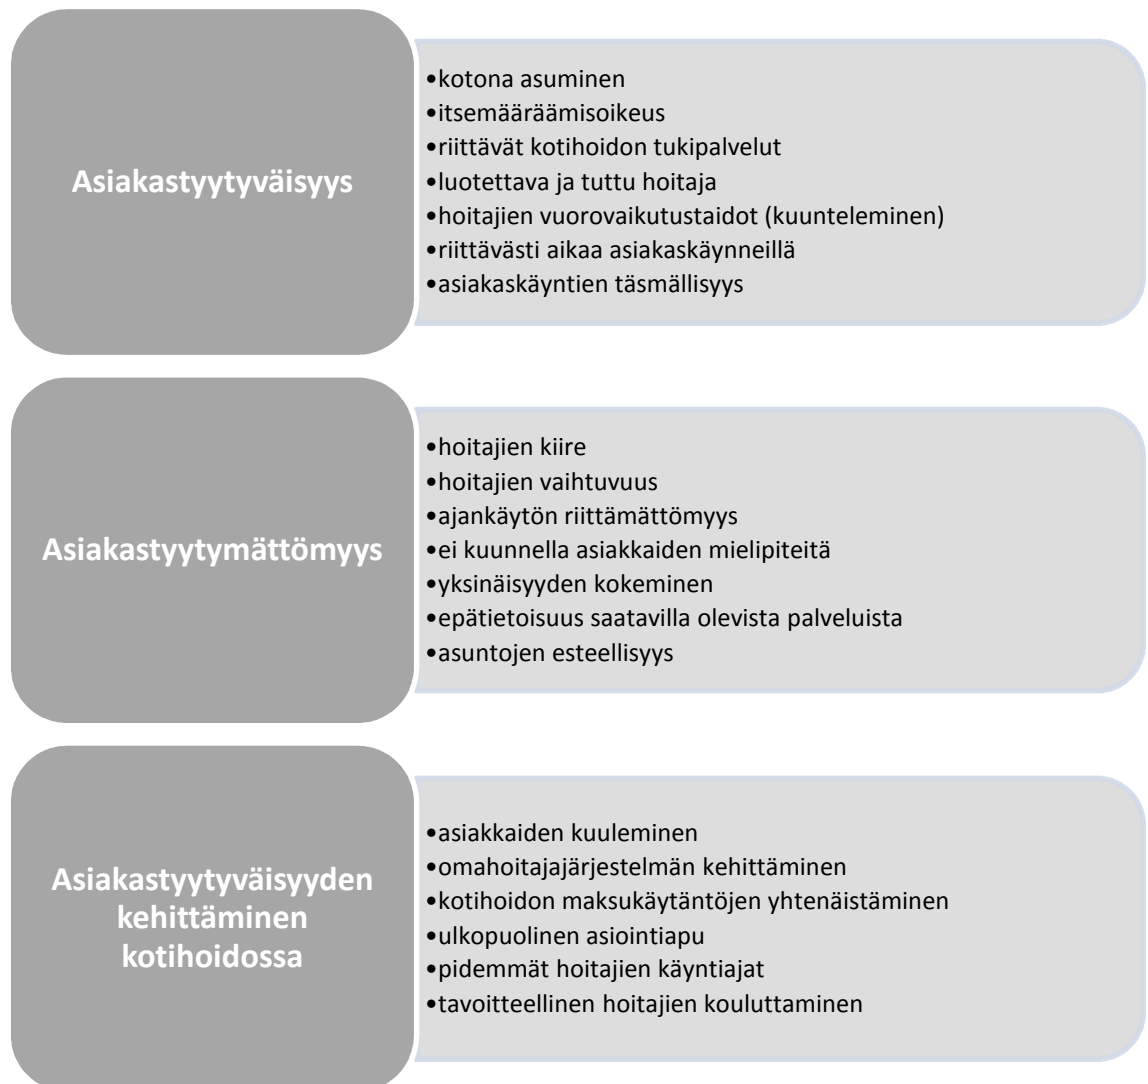 Asiakastyytyväisyys
•kotona asuminen
•itsemääräämisoikeus
•riittävät kotihoidon tukipalvelut
•luotettava ja tuttu hoitaja
•hoitajien vuorovaikutustaidot (kuunteleminen)
•riittävästi aikaa asiakaskäynneillä
•asiakaskäyntien täsmällisyys
Asiakastyytymättömyys
•hoitajien kiire
•hoitajien vaihtuvuus
•ajankäytön riittämättömyys
•ei kuunnella asiakkaiden mielipiteitä
•yksinäisyyden kokeminen
•epätietoisuus saatavilla olevista palveluista
•asuntojen esteellisyys
Asiakastyytyväisyyden
kehittäminen
kotihoidossa
•asiakkaiden kuuleminen
•omahoitajajärjestelmän kehittäminen
•kotihoidon maksukäytäntöjen yhtenäistäminen
•ulkopuolinen asiointiapu
•pidemmät hoitajien käyntiajat
•tavoitteellinen hoitajien kouluttaminen